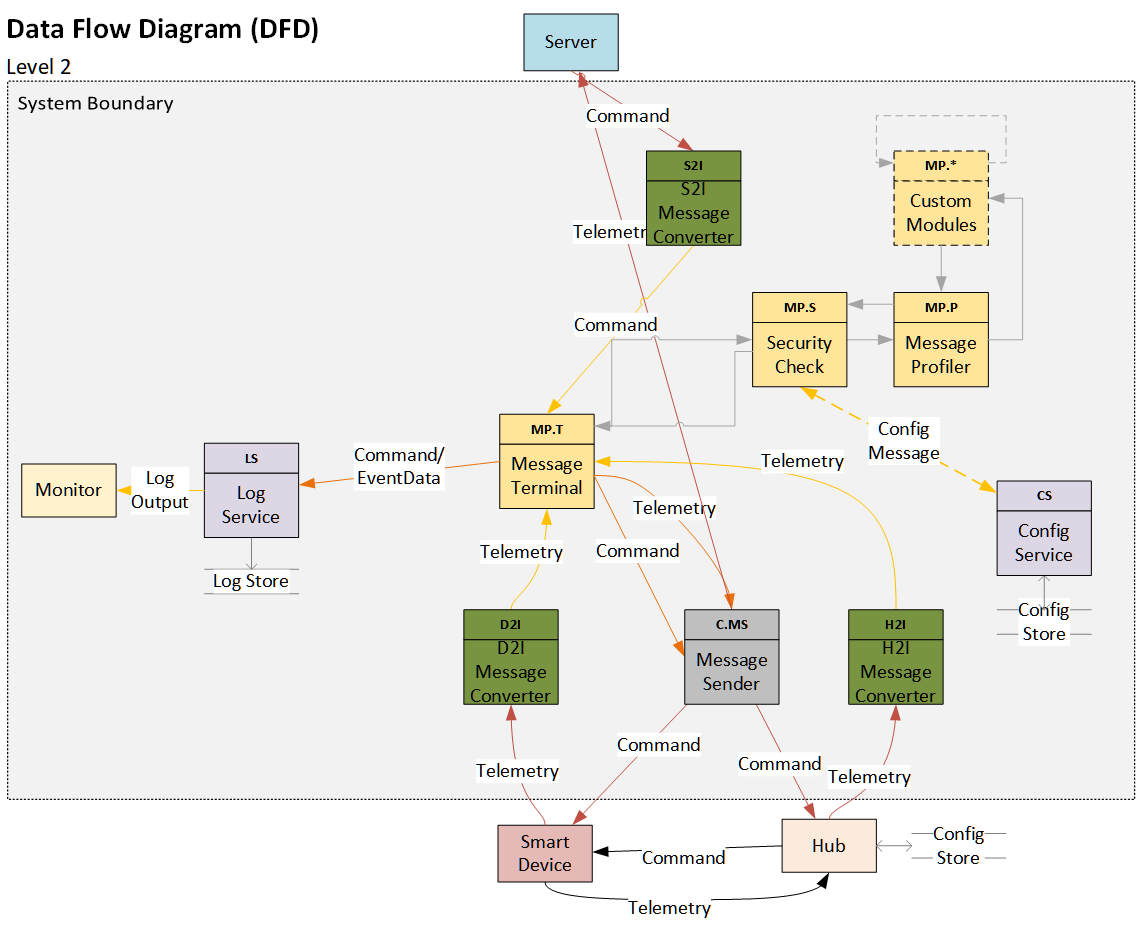 Data Flow Diagram (DFD)
Level 2
Server
System Boundary
Command
S2I
S2I
Message
Converter
MP.*
Custom
Modules
Telemetr
MP.S
Security
Check
MP.P
Message
Profiler
Command
MP.T
Message
Terminal
Config
Message
Command/
EventData
Telemetry
LS
Log
Service
Monitor
Log
Output
CS
Config
Service
Telemetry
Command
Telemetry
Log Store
Config
Store
D2I
D2I
Message
Converter
C.MS
Message
Sender
H2I
H2I
Message
Converter
Command
Command
Telemetry
Telemetry
Smart
Device
Hub
Config
Store
Command
Telemetry